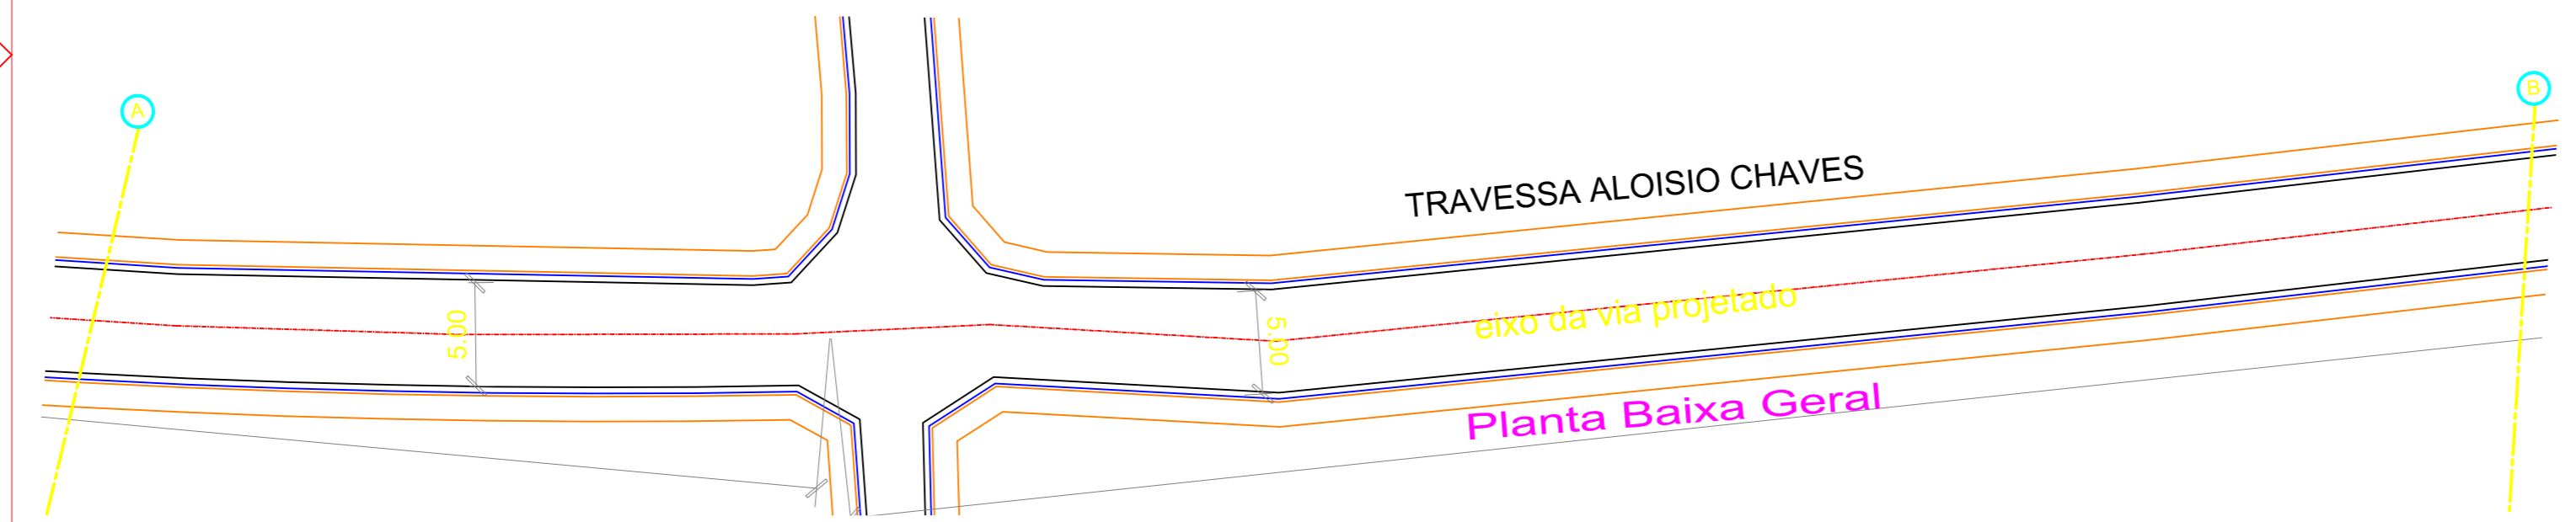 A
B
TRAVESSA ALOISIO CHAVES
5.00
5.00
eixo da via projetado
Planta Baixa Geral